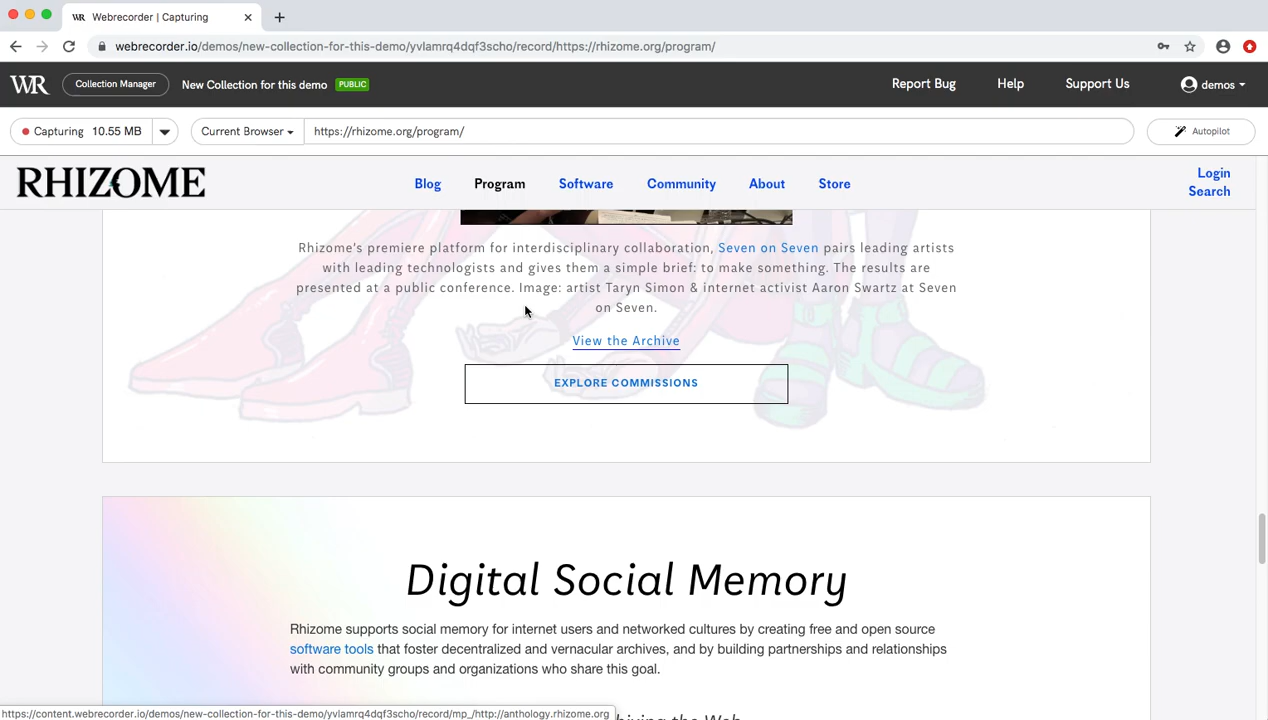 WR Webrecorder | Capturing
webrecorder.io/demos/new-collection-for-this-demo/yvlamrq4dqf3scho/record/https://rhizome.org/program/
WR Collection Manager New Collection for this demo PUBLIC Report Bug Help Support Us demos
Capturing 10.55 MB Current Browser https://rhizome.org/program/ Autopilot
RHIZOME Blog Program Software Community About Store Login
Search
Rhizome's premiere platform for interdisciplinary collaboration, Seven on Seven pairs leading artists
with leading technologists and gives them a simple brief: to make something. The results are
presented at a public conference. Image: artist Taryn Simon & internet activist Aaron Swartz at Seven
on Seven.
View the Archive
EXPLORE COMMISSIONS
Digital Social Memory
Rhizome supports social memory for internet users and networked cultures by creating free and open source
software tools that foster decentralized and vernacular archives, and by building partnerships and relationships
with community groups and organizations who share this goal.
hiving the Web
https://content.webrecorder.io/demos/new-collection-for-this-demo/yvlamrq4dqf3scho/record/mp_/http://anthology.rhizome.org